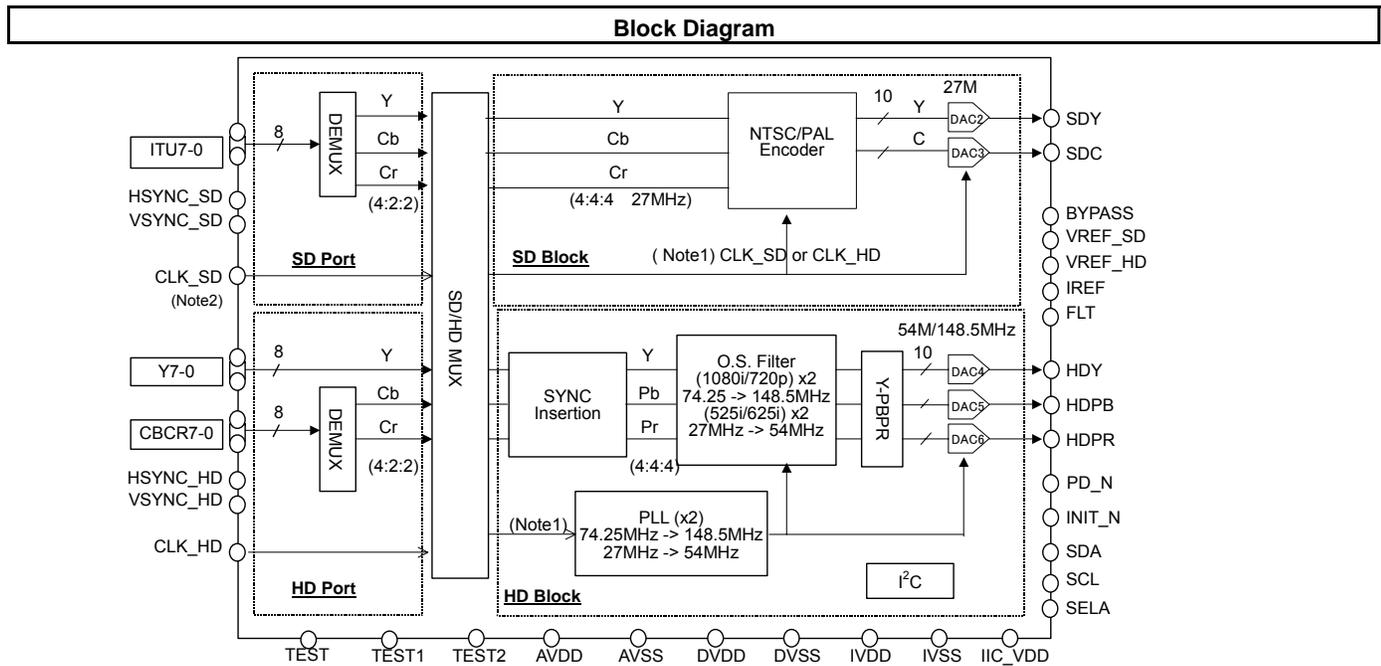 Block Diagram
ITU7-0
HSYNC_SD
VSYNC_SD
CLK_SD
(Note2)
8
DEMUX
Y
Cb
Cr
(4:2:2)
SD Port
Y7-0
CBCR7-0
HSYNC_HD
VSYNC_HD
CLK_HD
8
Y
8
DEMUX
Cb
Cr
(4:2:2)
HD Port
SD/HD MUX
Y
Cb
Cr
(4:4:4 27MHz)
NTSC/PAL
Encoder
10
Y
C
27M
DAC2
DAC3
SD Block
( Note1) CLK_SD or CLK_HD
SYNC
Insertion
Y
Pb
Pr
(4:4:4)
O.S. Filter
(1080i/720p) x2
74.25 -> 148.5MHz
(525i/625i) x2
27MHz -> 54MHz
Y-PBPR
54M/148.5MHz
10
DAC4
DAC5
DAC6
(Note1)
PLL (x2)
74.25MHz -> 148.5MHz
27MHz -> 54MHz
I²C
HD Block
SDY
SDC
BYPASS
VREF_SD
VREF_HD
IREF
FLT
HDY
HDPB
HDPR
PD_N
INIT_N
SDA
SCL
SELA
TEST
TEST1
TEST2
AVDD
AVSS
DVDD
DVSS
IVDD
IVSS
IIC_VDD